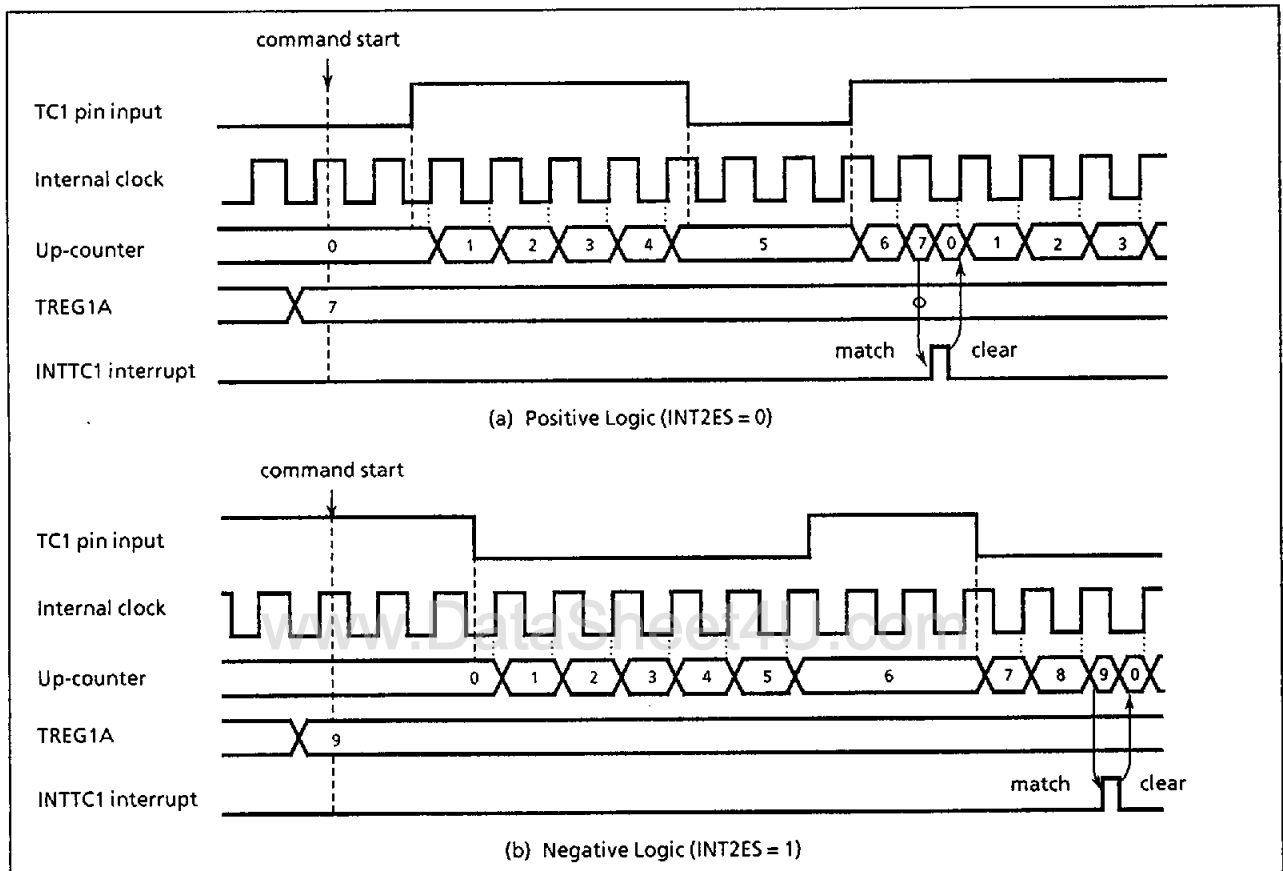 command start
TC1 pin input
Internal clock
Up-counter 0 1 2 3 4 5 6 7 0 1 2 3
TREG1A 7
match clear
INTTC1 interrupt
(a) Positive Logic (INT2ES = 0)
command start
TC1 pin input
Internal clock
www.DataSheet4U.com
Up-counter 0 1 2 3 4 5 6 7 8 9 0
TREG1A 9
match clear
INTTC1 interrupt
(b) Negative Logic (INT2ES = 1)